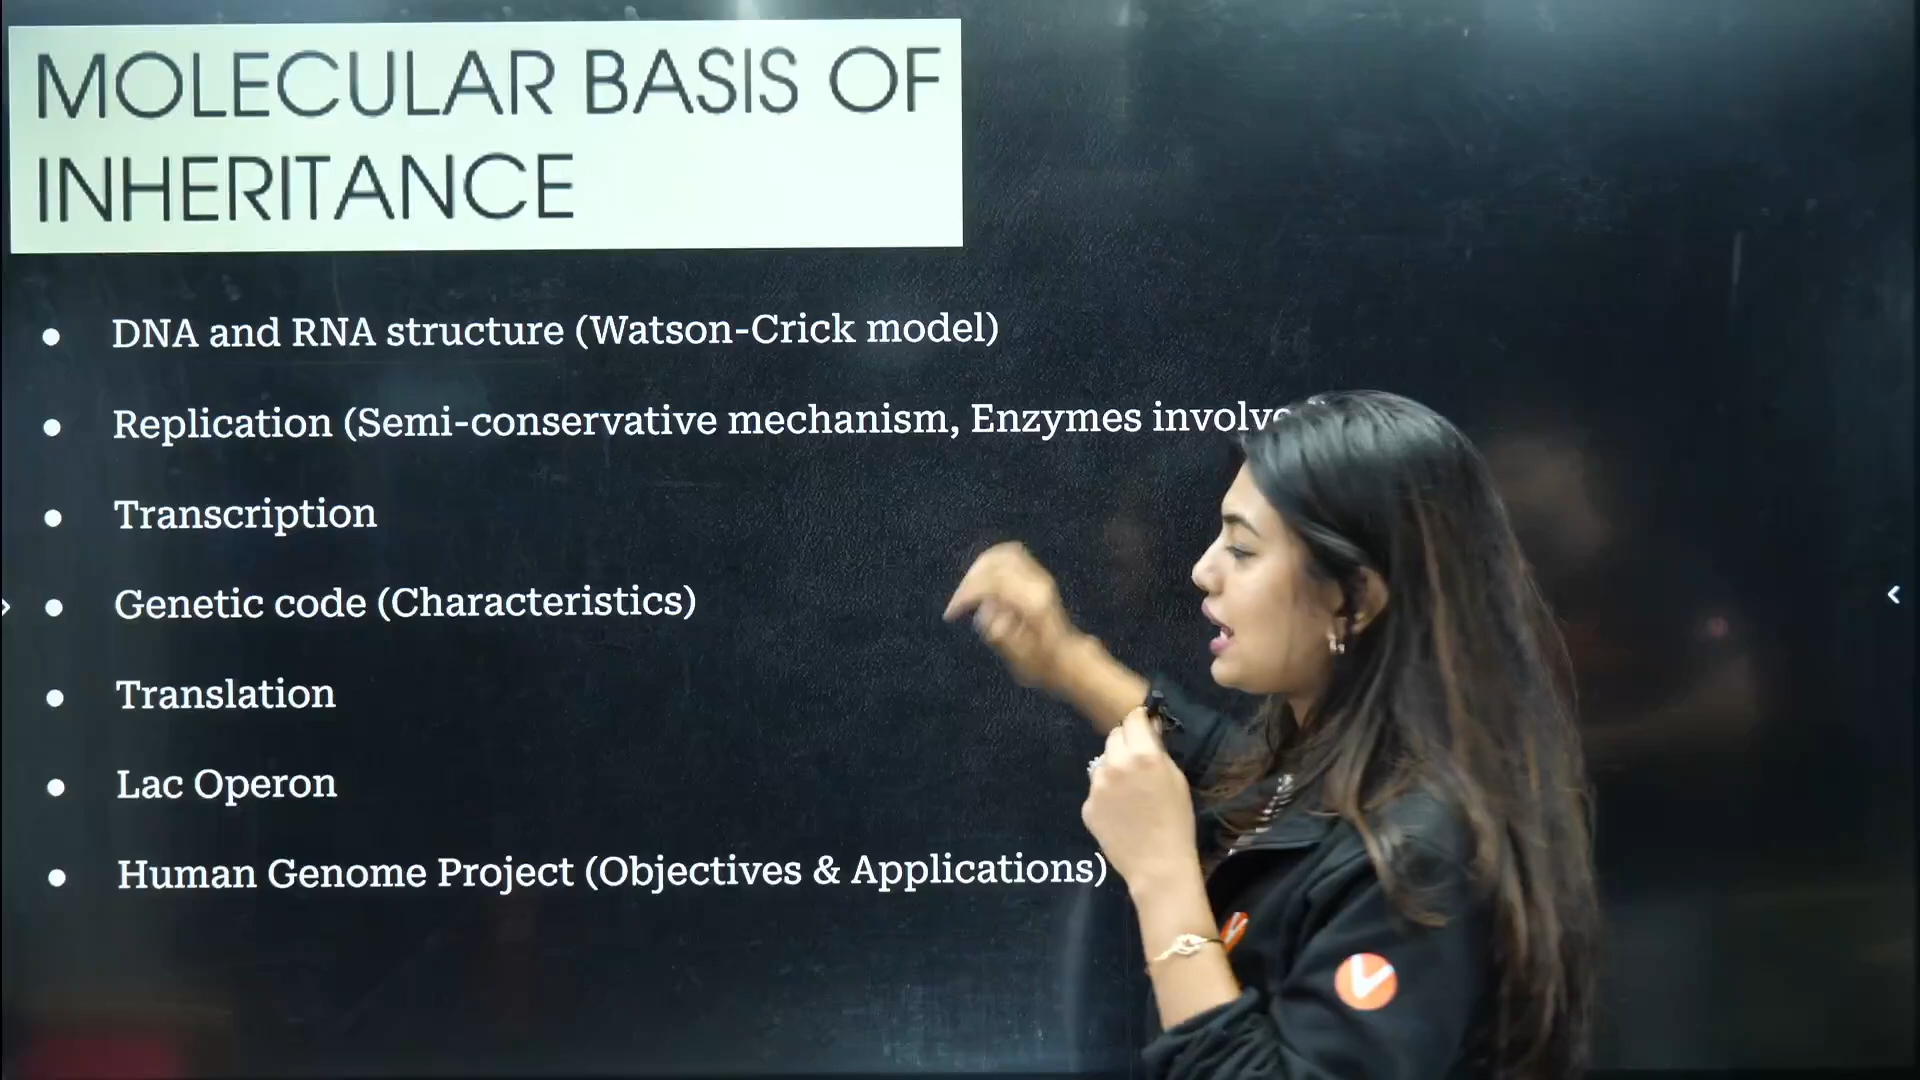 MOLECULAR BASIS OF
INHERITANCE
● DNA and RNA structure (Watson-Crick model)
● Replication (Semi-conservative mechanism, Enzymes
● Transcription
● Genetic code (Characteristics)
● Translation
● Lac Operon
● Human Genome Project (Objectives & Applications)